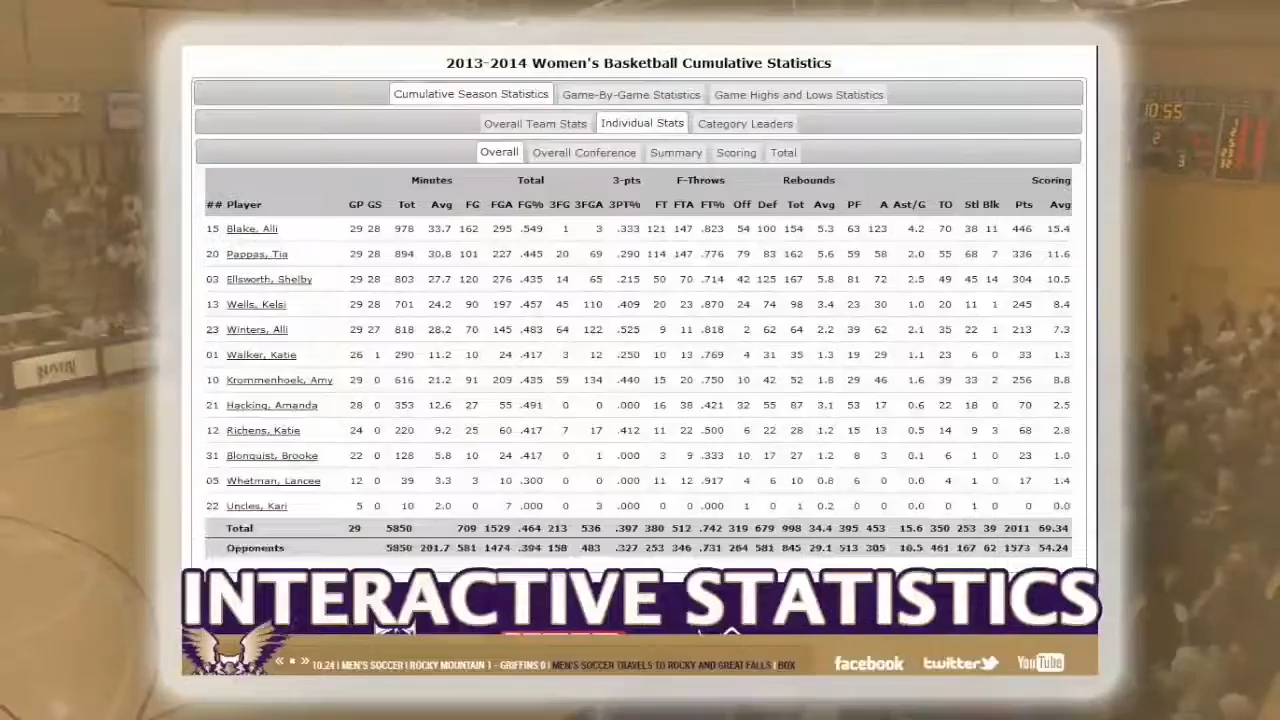 2013-2014 Women's Basketball Cumulative Statistics
Cumulative Season Statistics Game-By-Game Statistics Game Highs and Lows Statistics
Overall Team Stats Individual Stats Category Leaders
Overall Overall Conference Summary Scoring Total
Minutes Total 3-pts F-Throws Rebounds Scoring
## Player GP GS Tot Avg FG FGA FG% 3FG 3FGA 3PT% FT FTA FT% Off Def Tot Avg PF A Ast/G TO Stl Blk Pts Avg
15 Blake, Alli 29 28 978 33.7 162 295 .549 1 3 .333 121 147 .823 54 100 154 5.3 63 123 4.2 70 38 11 446 15.4
20 Pappas, Tia 29 28 894 30.8 101 227 .445 20 69 .290 114 147 .776 79 83 162 5.6 59 58 2.0 55 68 7 336 11.6
03 Ellsworth, Shelby 29 28 803 27.7 120 276 .435 14 65 .215 50 70 .714 42 125 167 5.8 81 72 2.5 49 45 14 304 10.5
13 Wells, Kelsi 29 28 701 24.2 90 197 .457 45 110 .409 20 23 .870 24 74 98 3.4 23 30 1.0 20 11 1 245 8.4
23 Winters, Alli 29 27 818 28.2 70 145 .483 64 122 .525 9 11 .818 2 62 64 2.2 39 62 2.1 35 22 1 213 7.3
01 Walker, Katie 26 1 290 11.2 10 24 .417 3 12 .250 10 13 .769 4 31 35 1.3 19 29 1.1 23 6 0 33 1.3
10 Krommenhoek, Amy 29 0 616 21.2 91 209 .435 59 134 .440 15 20 .750 10 42 52 1.8 29 46 1.6 39 33 2 256 8.8
21 Hacking, Amanda 28 0 353 12.6 27 55 .491 0 0 .000 16 38 .421 32 55 87 3.1 53 17 0.6 22 18 0 70 2.5
12 Richens, Katie 24 0 220 9.2 25 60 .417 7 17 .412 11 22 .500 6 22 28 1.2 15 13 0.5 14 9 3 68 2.8
31 Blonquist, Brooke 22 0 128 5.8 10 24 .417 0 1 .000 3 9 .333 10 17 27 1.2 8 3 0.1 6 1 0 23 1.0
05 Whetman, Lancee 12 0 39 3.3 3 10 .300 0 0 .000 11 12 .917 4 6 10 0.8 6 0 0.0 4 1 0 17 1.4
22 Uncles, Kari 5 0 10 2.0 0 7 .000 0 3 .000 0 0 .000 1 0 1 0.2 0 0 0.0 0 1 0 0 0.0
Total 29 5850 709 1529 .464 213 536 .397 380 512 .742 319 679 998 34.4 395 453 15.6 350 253 39 2011 69.34
Opponents 5850 201.7 581 1474 .394 158 483 .327 253 346 .731 264 581 845 29.1 513 305 10.5 461 167 62 1573 54.24
INTERACTIVE STATISTICS
10.24 | MEN'S SOCCER | ROCKY MOUNTAIN 1 - GRIFFINS 0 | MEN'S SOCCER TRAVELS TO ROCKY AND GREAT FALLS | BOX
facebook twitter YouTube
10:55